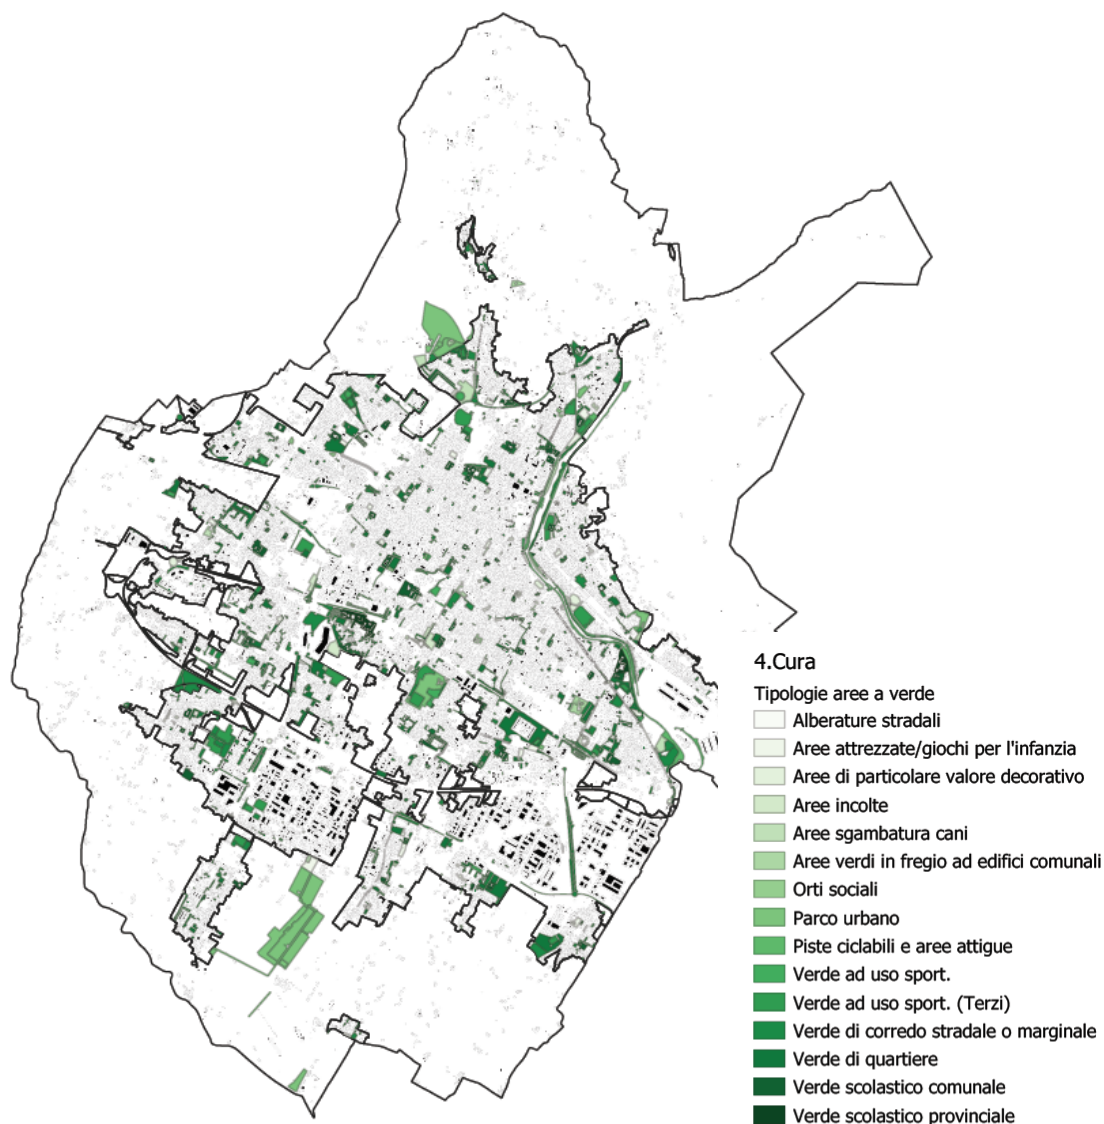 4.Cura
Tipologie aree a verde
Alberature stradali
Aree attrezzate/giochi per l'infanzia
Aree di particolare valore decorativo
Aree incolte
Aree sgambatura cani
Aree verdi in fregio ad edifici comunali
Orti sociali
Parco urbano
Piste ciclabili e aree attigue
Verde ad uso sport.
Verde ad uso sport. (Terzi)
Verde di corredo stradale o marginale
Verde di quartiere
Verde scolastico comunale
Verde scolastico provinciale